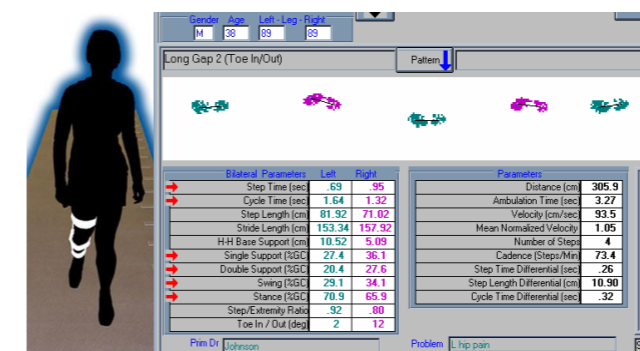 Gender Age Left - Leg - Right
M 38 89 89
Long Gap 2 (Toe In/Out) Pattern
Bilateral Parameters Left Right
Step Time (sec) .69 .95
Cycle Time (sec) 1.64 1.32
Step Length (cm) 81.92 71.02
Stride Length (cm) 153.34 157.92
H-H Base Support (cm) 10.52 5.09
Single Support (%GC) 27.4 36.1
Double Support (%GC) 20.4 27.6
Swing (%GC) 29.1 34.1
Stance (%GC) 70.9 65.9
Step/Extremity Ratio .92 .80
Toe In / Out (deg) 2 12
Parameters
Distance (cm) 305.9
Ambulation Time (sec) 3.27
Velocity (cm/sec) 93.5
Mean Normalized Velocity 1.05
Number of Steps 4
Cadence (Steps/Min) 73.4
Step Time Differential (sec) .26
Step Length Differential (cm) 10.90
Cycle Time Differential (sec) .32
Prim Dr Johnson Problem L hip pain